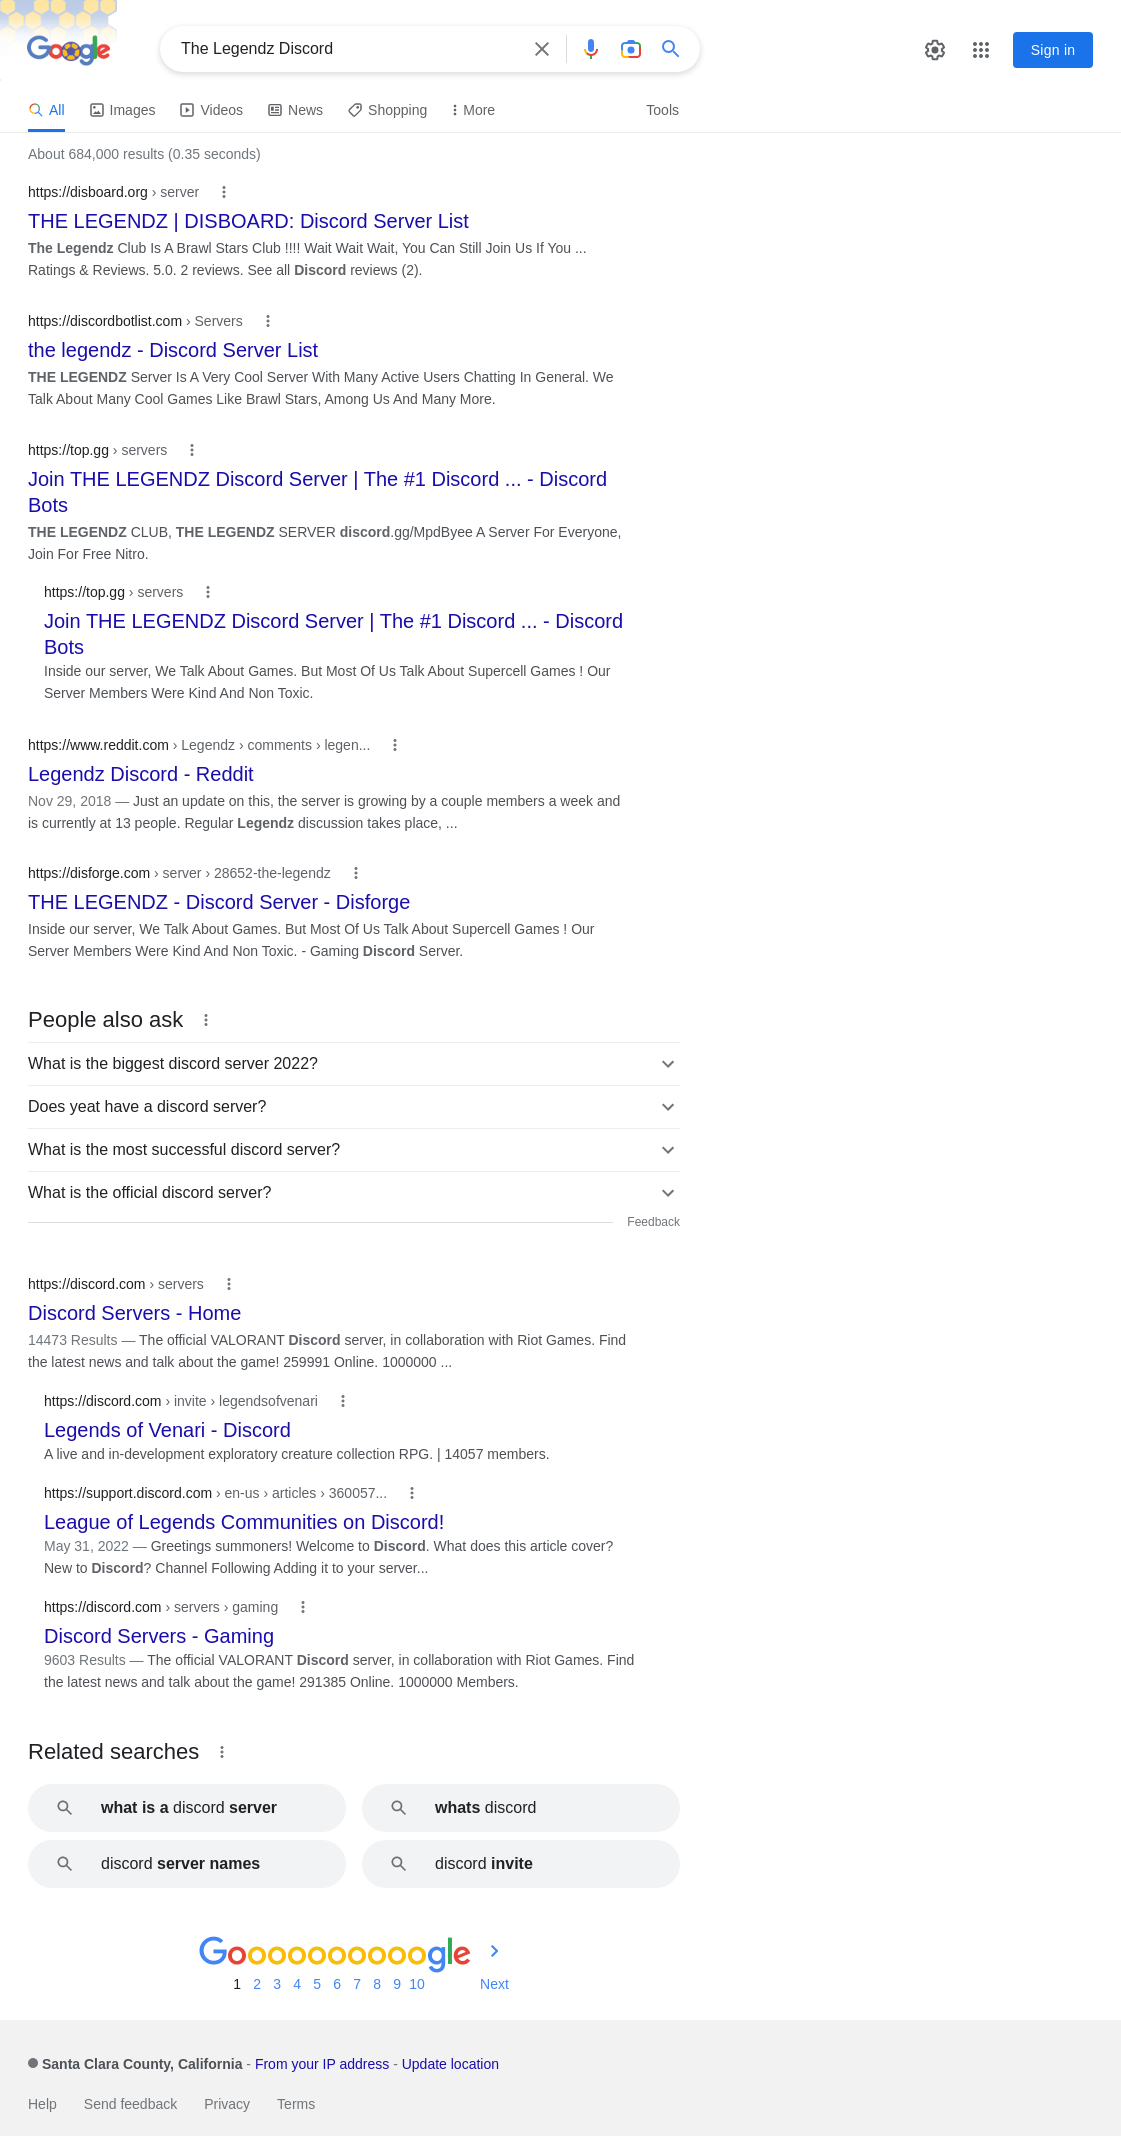 Google
The Legendz Discord
Sign in
All Images Videos News Shopping More Tools
About 684,000 results (0.35 seconds)
https://disboard.org › server
THE LEGENDZ | DISBOARD: Discord Server List
The Legendz Club Is A Brawl Stars Club !!!! Wait Wait Wait, You Can Still Join Us If You ...
Ratings & Reviews. 5.0. 2 reviews. See all Discord reviews (2).
https://discordbotlist.com › Servers
the legendz - Discord Server List
THE LEGENDZ Server Is A Very Cool Server With Many Active Users Chatting In General. We
Talk About Many Cool Games Like Brawl Stars, Among Us And Many More.
https://top.gg › servers
Join THE LEGENDZ Discord Server | The #1 Discord ... - Discord
Bots
THE LEGENDZ CLUB, THE LEGENDZ SERVER discord.gg/MpdByee A Server For Everyone,
Join For Free Nitro.
https://top.gg › servers
Join THE LEGENDZ Discord Server | The #1 Discord ... - Discord
Bots
Inside our server, We Talk About Games. But Most Of Us Talk About Supercell Games ! Our
Server Members Were Kind And Non Toxic.
https://www.reddit.com › Legendz › comments › legen...
Legendz Discord - Reddit
Nov 29, 2018 — Just an update on this, the server is growing by a couple members a week and
is currently at 13 people. Regular Legendz discussion takes place, ...
https://disforge.com › server › 28652-the-legendz
THE LEGENDZ - Discord Server - Disforge
Inside our server, We Talk About Games. But Most Of Us Talk About Supercell Games ! Our
Server Members Were Kind And Non Toxic. - Gaming Discord Server.
People also ask
What is the biggest discord server 2022?
Does yeat have a discord server?
What is the most successful discord server?
What is the official discord server?
Feedback
https://discord.com › servers
Discord Servers - Home
14473 Results — The official VALORANT Discord server, in collaboration with Riot Games. Find
the latest news and talk about the game! 259991 Online. 1000000 ...
https://discord.com › invite › legendsofvenari
Legends of Venari - Discord
A live and in-development exploratory creature collection RPG. | 14057 members.
https://support.discord.com › en-us › articles › 360057...
League of Legends Communities on Discord!
May 31, 2022 — Greetings summoners! Welcome to Discord. What does this article cover?
New to Discord? Channel Following Adding it to your server...
https://discord.com › servers › gaming
Discord Servers - Gaming
9603 Results — The official VALORANT Discord server, in collaboration with Riot Games. Find
the latest news and talk about the game! 291385 Online. 1000000 Members.
Related searches
what is a discord server
whats discord
discord server names
discord invite
Goooooooooogle
1 2 3 4 5 6 7 8 9 10 Next
Santa Clara County, California - From your IP address - Update location
Help Send feedback Privacy Terms